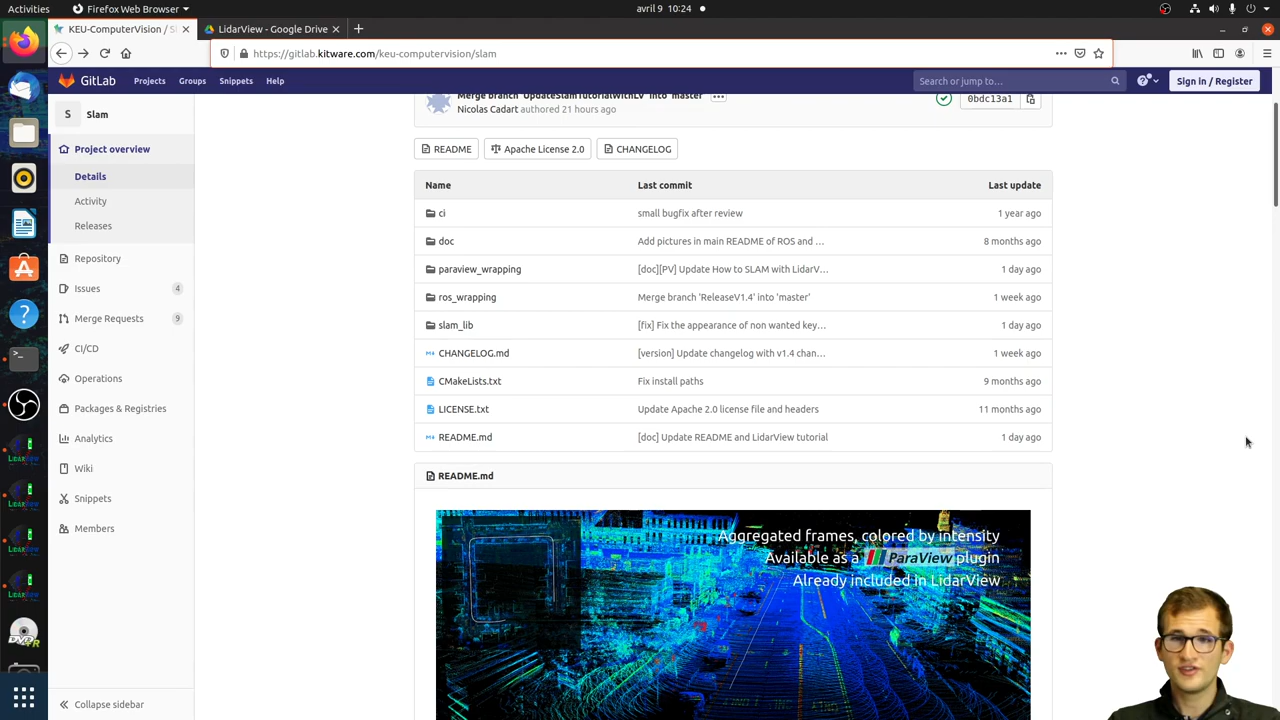 Activities
Firefox Web Browser
avril 9 10:24
KEU-ComputerVision / Sl
LidarView - Google Drive
https://gitlab.kitware.com/keu-computervision/slam
GitLab
Projects
Groups
Snippets
Help
Search or jump to...
Sign in / Register
S
Slam
Merge branch 'UpdateSlamTutorialWithLV' into 'master'
Nicolas Cadart authored 21 hours ago
0bdc13a1
Project overview
Details
Activity
Releases
Repository
Issues 4
Merge Requests 9
CI/CD
Operations
Packages & Registries
Analytics
Wiki
Snippets
Members
Collapse sidebar
README
Apache License 2.0
CHANGELOG
Name Last commit Last update
ci small bugfix after review 1 year ago
doc Add pictures in main README of ROS and ... 8 months ago
paraview_wrapping [doc][PV] Update How to SLAM with LidarV... 1 day ago
ros_wrapping Merge branch 'ReleaseV1.4' into 'master' 1 week ago
slam_lib [fix] Fix the appearance of non wanted key... 1 day ago
CHANGELOG.md [version] Update changelog with v1.4 chan... 1 week ago
CMakeLists.txt Fix install paths 9 months ago
LICENSE.txt Update Apache 2.0 license file and headers 11 months ago
README.md [doc] Update README and LidarView tutorial 1 day ago
README.md
Aggregated frames, colored by intensity
Available as a ParaView plugin
Already included in LidarView